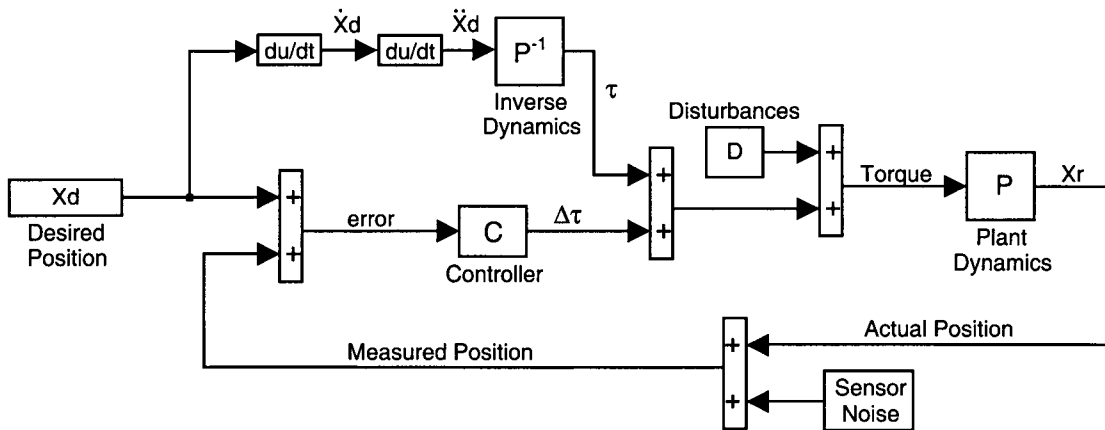 Ẋd
Ẍd
du/dt
du/dt
P-1
Inverse
Dynamics
τ
Disturbances
D
+
+
Torque
P
Xr
Plant
Dynamics
Xd
Desired
Position
+
+
error
C
Controller
Δτ
+
+
Measured Position
+
+
Actual Position
Sensor
Noise